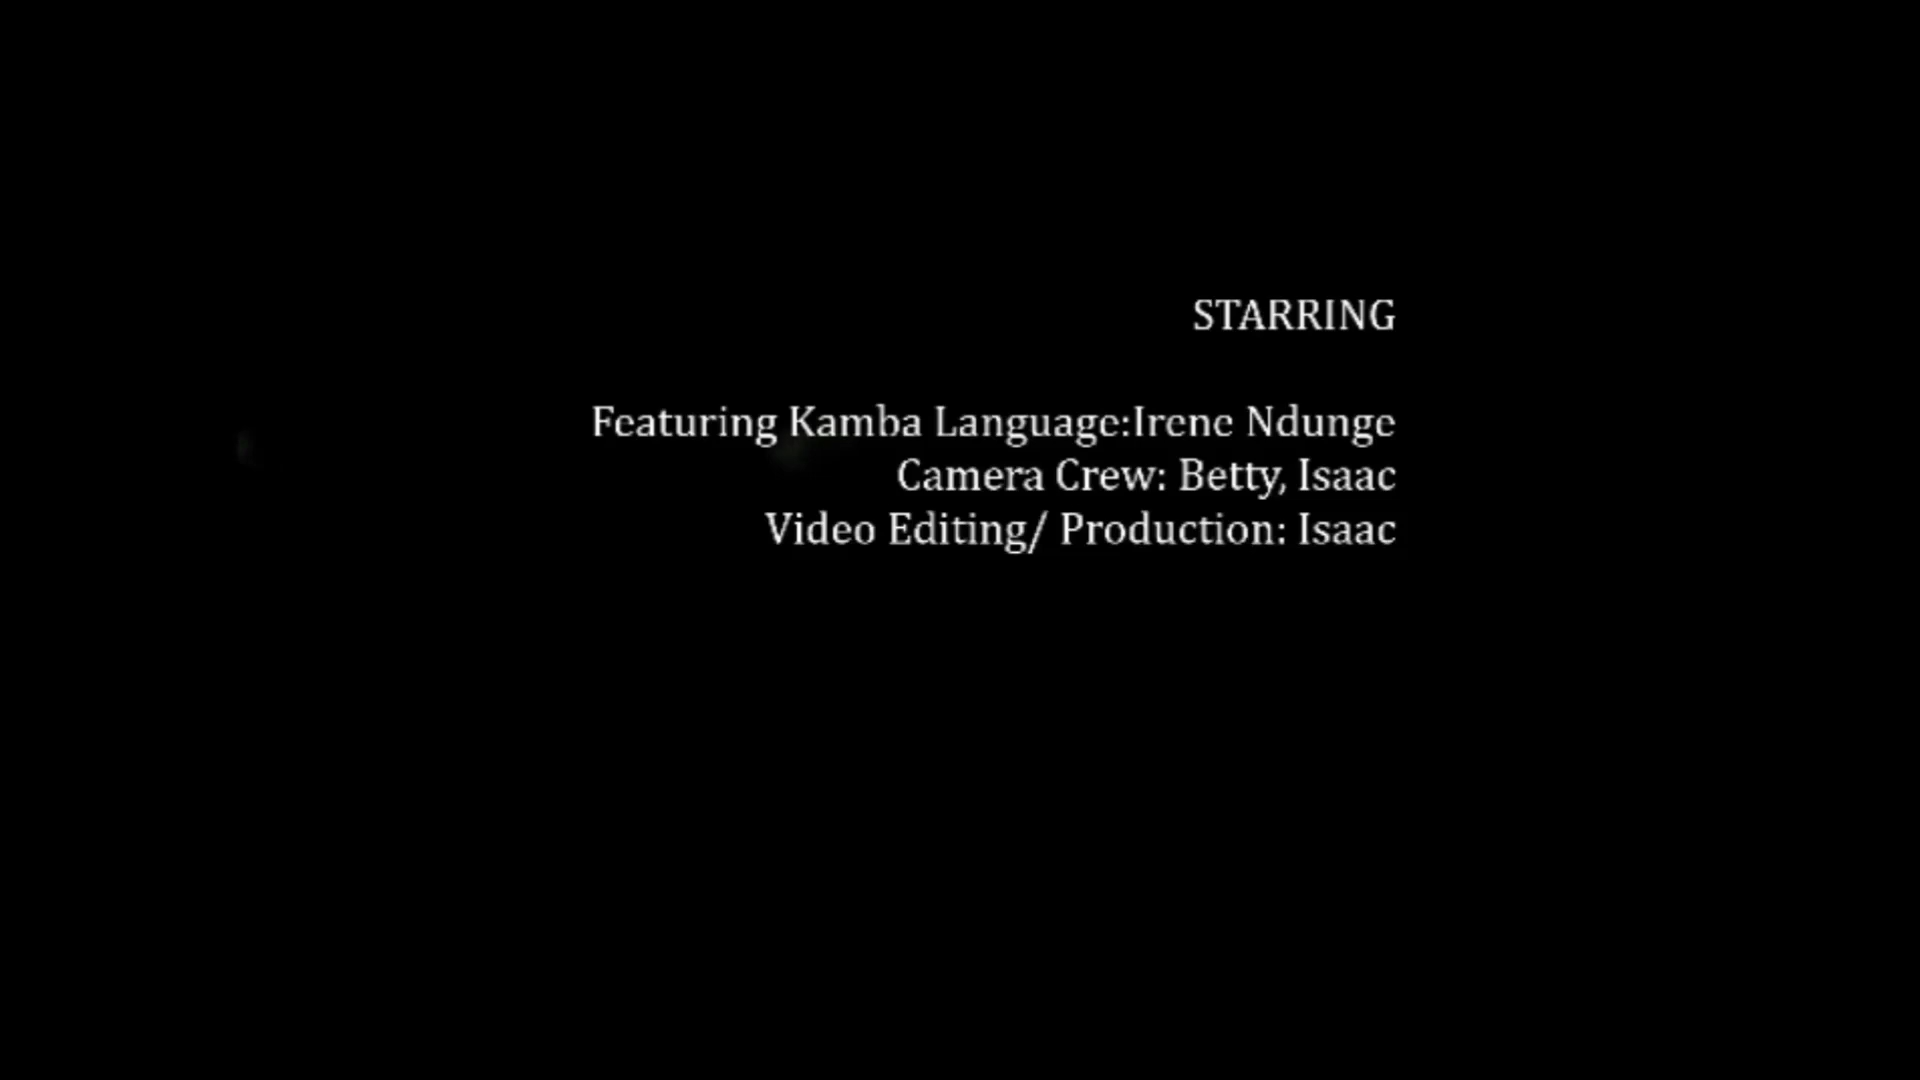 STARRING
Featuring Kamba Language:Irene Ndunge
Camera Crew: Betty, Isaac
Video Editing/ Production: Isaac